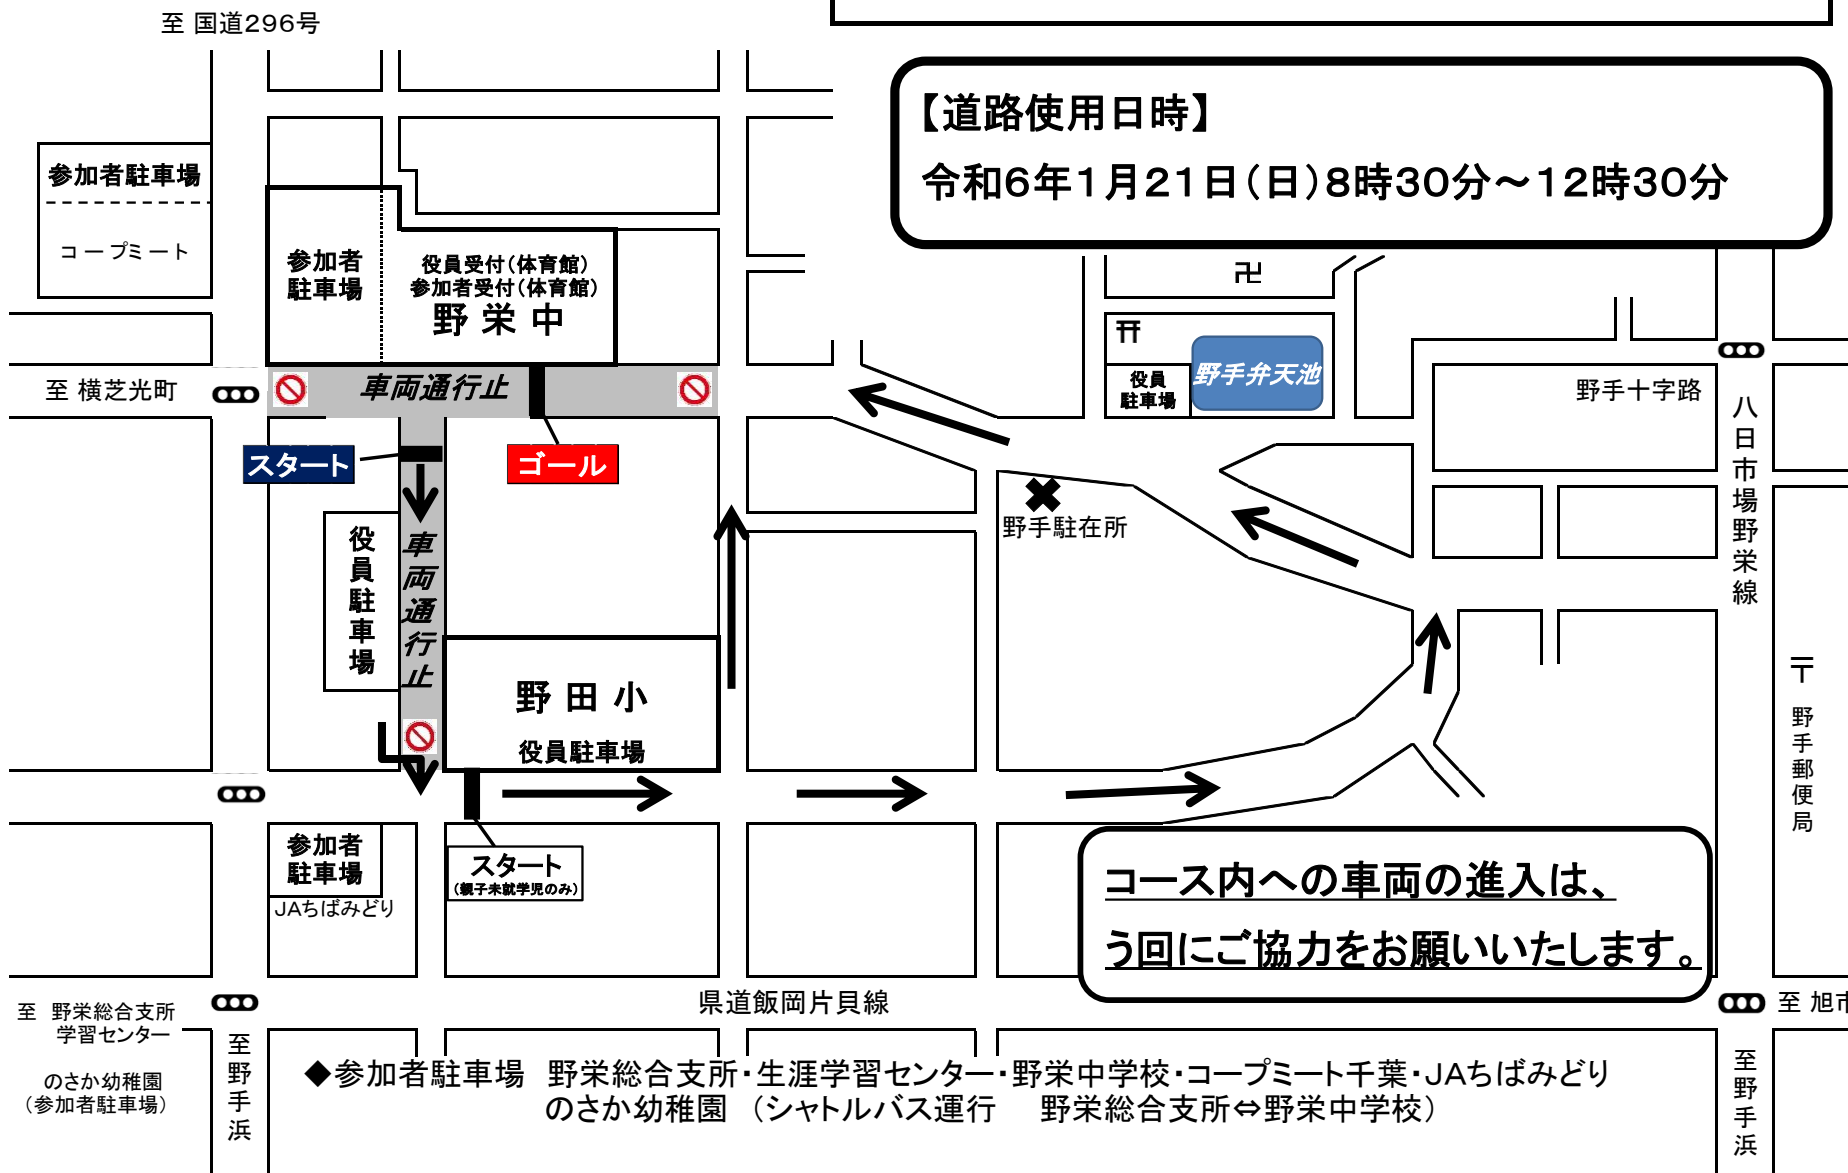 至 国道296号
【道路使用日時】
令和6年1月21日(日)8時30分～12時30分
参加者駐車場
コープミート
参加者
駐車場
役員受付(体育館)
参加者受付(体育館)
野 栄 中
卍
役員
駐車場
野手弁天池
至 横芝光町
車両通行止
野手十字路
八日市場野栄線
スタート
ゴール
野手駐在所
役員駐車場
車両通行止
野 田 小
役員駐車場
〒 野手郵便局
参加者
駐車場
JAちばみどり
スタート
(親子未就学児のみ)
コース内への車両の進入は、
う回にご協力をお願いいたします。
県道飯岡片貝線
至 旭市
至 野栄総合支所
学習センター
のさか幼稚園
(参加者駐車場)
至野手浜
至野手浜
◆参加者駐車場 野栄総合支所・生涯学習センター・野栄中学校・コープミート千葉・JAちばみどり
のさか幼稚園 (シャトルバス運行 野栄総合支所⇔野栄中学校)